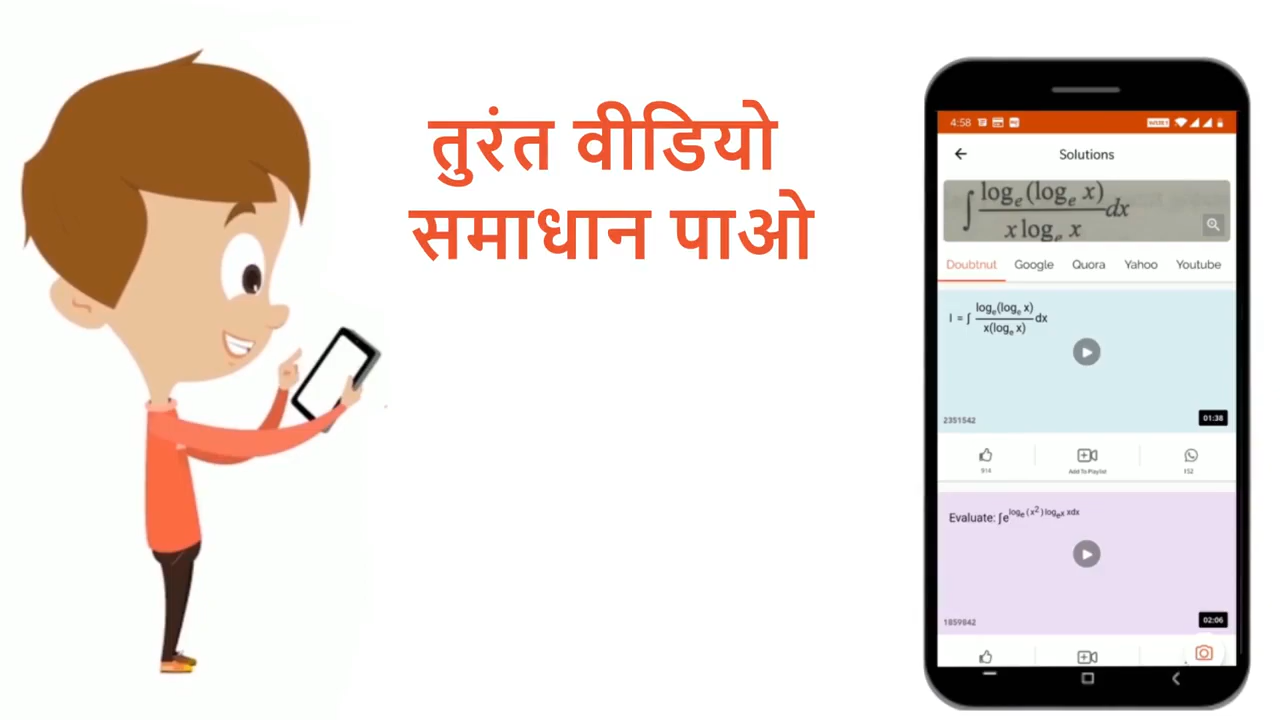 तुरंत वीडियो
समाधान पाओ
4:58
Solutions
∫ logₑ(logₑ x) / x logₑ x dx
Doubtnut Google Quora Yahoo Youtube
I = ∫ logₑ(logₑ x) / x(logₑ x) dx
2351542 01:38
914 Add To Playlist 152
Evaluate: ∫e^logₑ(x²)logₑx xdx
1859842 02:06